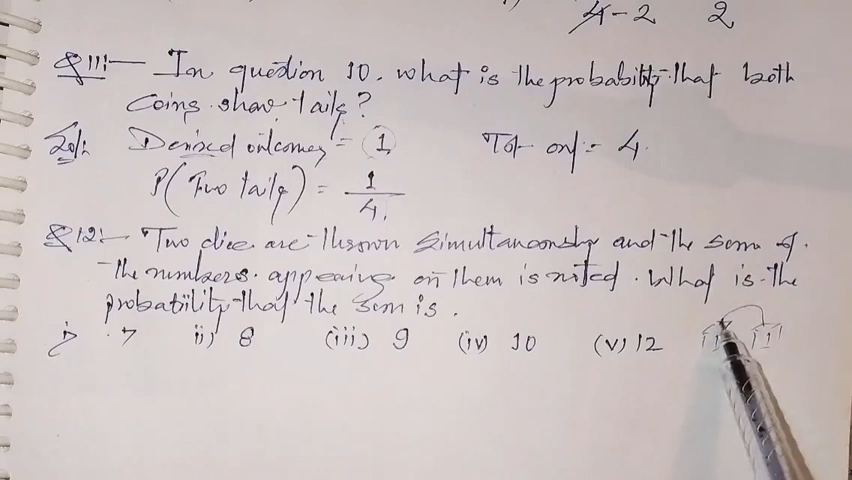 4-2 2
Q11:- In question 10. what is the probability that both
coins show tails?
Sol: Desired outcomes = 1 Tot out = 4.
P(Two tails) = 1/4.
Q12:- Two dice are thrown simultaneously and the sum of.
the numbers appearing on them is noted. What is the
probability that the sum is.
i) 7 ii) 8 (iii) 9 (iv) 10 (v) 12